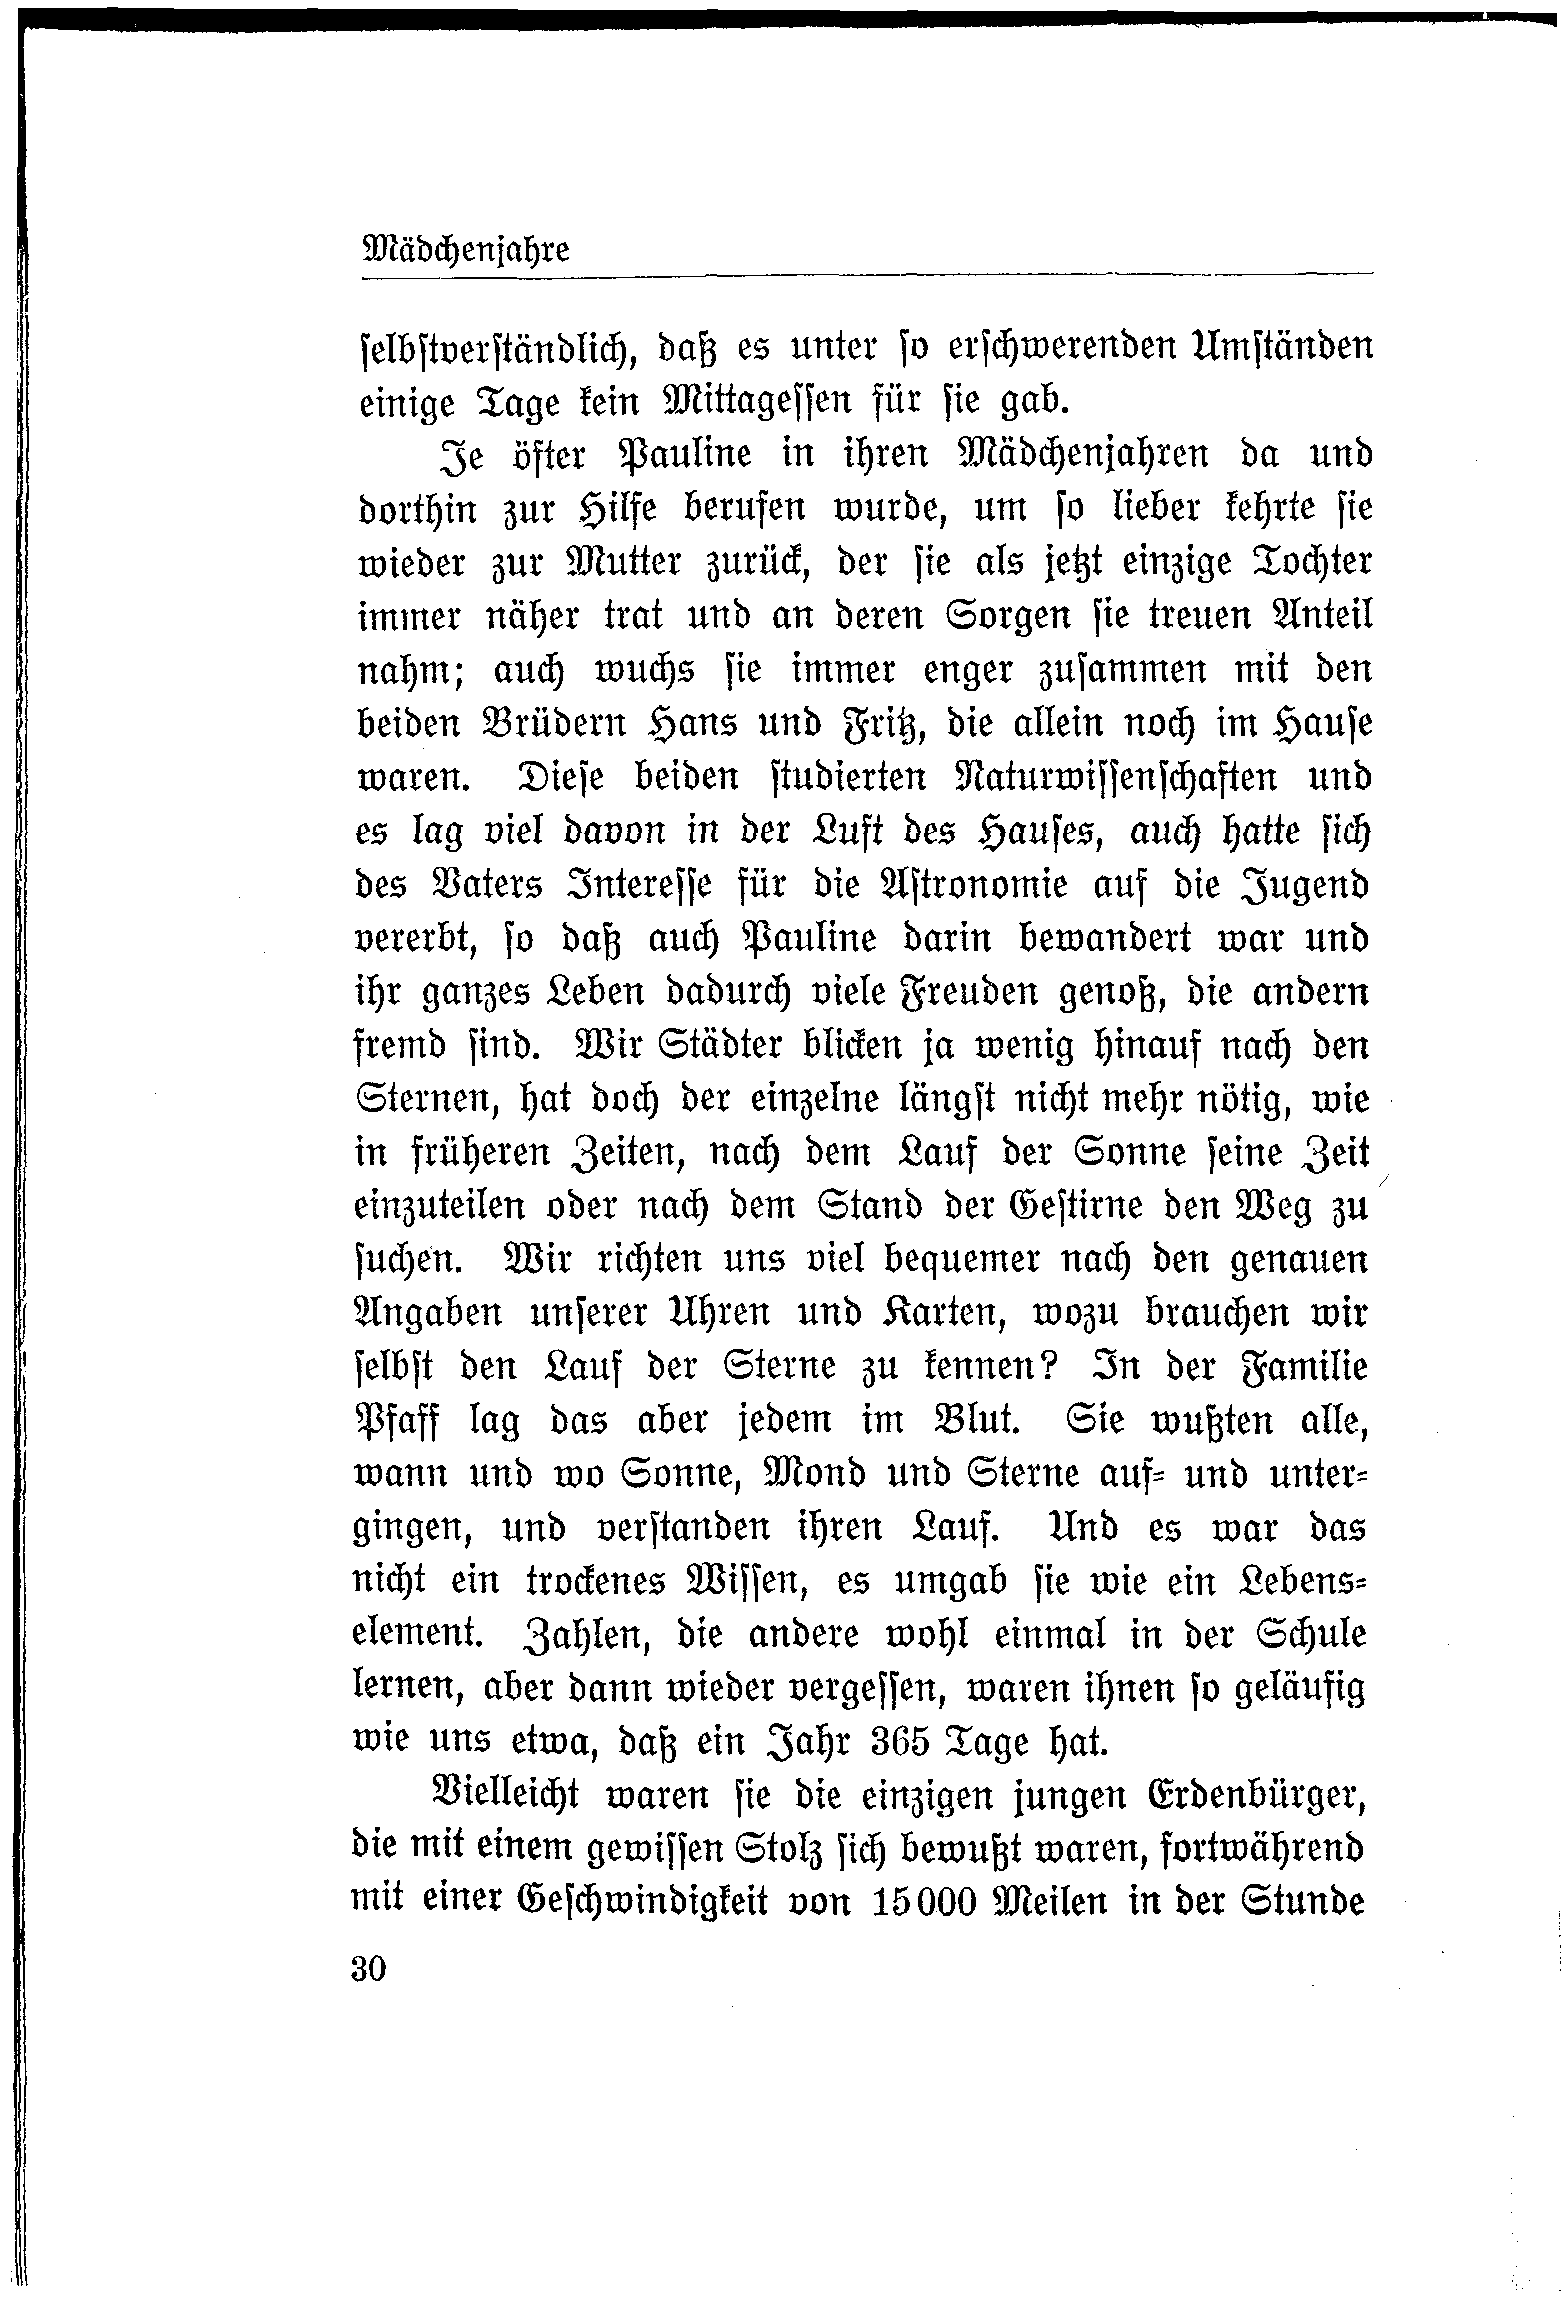 Mädchenjahre
selbstverständlich, daß es unter so erschwerenden Umständen
einige Tage kein Mittagessen für sie gab.
Je öfter Pauline in ihren Mädchenjahren da und
dorthin zur Hilfe berufen wurde, um so lieber kehrte sie
wieder zur Mutter zurück, der sie als jetzt einzige Tochter
immer näher trat und an deren Sorgen sie treuen Anteil
nahm; auch wuchs sie immer enger zusammen mit den
beiden Brüdern Hans und Fritz, die allein noch im Hause
waren. Diese beiden studierten Naturwissenschaften und
es lag viel davon in der Luft des Hauses, auch hatte sich
des Vaters Interesse für die Astronomie auf die Jugend
vererbt, so daß auch Pauline darin bewandert war und
ihr ganzes Leben dadurch viele Freuden genoß, die andern
fremd sind. Wir Städter blicken ja wenig hinauf nach den
Sternen, hat doch der einzelne längst nicht mehr nötig, wie
in früheren Zeiten, nach dem Lauf der Sonne seine Zeit
einzuteilen oder nach dem Stand der Gestirne den Weg zu
suchen. Wir richten uns viel bequemer nach den genauen
Angaben unserer Uhren und Karten, wozu brauchen wir
selbst den Lauf der Sterne zu kennen? In der Familie
Pfaff lag das aber jedem im Blut. Sie wußten alle,
wann und wo Sonne, Mond und Sterne auf- und unter-
gingen, und verstanden ihren Lauf. Und es war das
nicht ein trockenes Wissen, es umgab sie wie ein Lebens-
element. Zahlen, die andere wohl einmal in der Schule
lernen, aber dann wieder vergessen, waren ihnen so geläufig
wie uns etwa, daß ein Jahr 365 Tage hat.
Vielleicht waren sie die einzigen jungen Erdenbürger,
die mit einem gewissen Stolz sich bewußt waren, fortwährend
mit einer Geschwindigkeit von 15000 Meilen in der Stunde
30